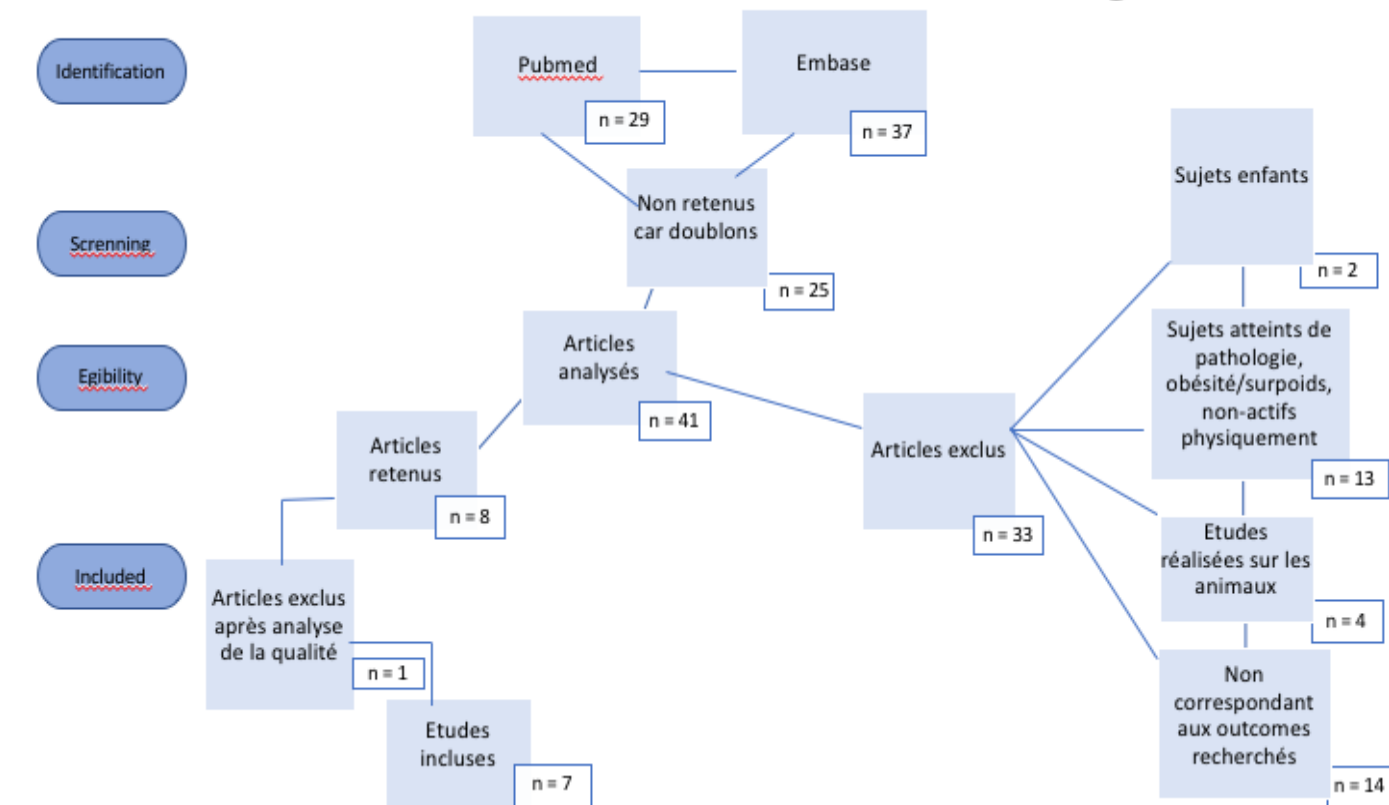 Identification
Pubmed
n = 29
Embase
n = 37
Screnning
Non retenus
car doublons
n = 25
Egibility
Articles
analysés
n = 41
Articles
retenus
n = 8
Articles exclus
n = 33
Sujets enfants
n = 2
Sujets atteints de
pathologie,
obésité/surpoids,
non-actifs
physiquement
n = 13
Etudes
réalisées sur les
animaux
n = 4
Non
correspondant
aux outcomes
recherchés
n = 14
Included
Articles exclus
après analyse
de la qualité
n = 1
Etudes
incluses
n = 7